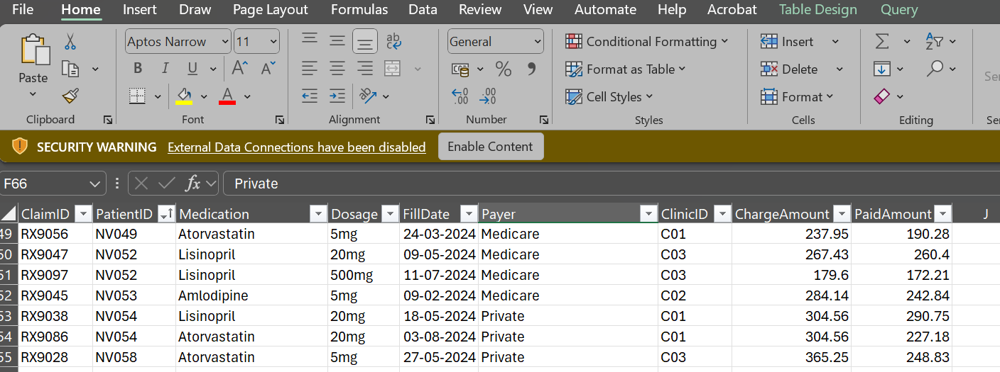 File Home Insert Draw Page Layout Formulas Data Review View Automate Help Acrobat Table Design Query
Aptos Narrow 11 ab General Conditional Formatting Insert Σ A
c Z
Paste B I U A A % Format as Table Delete
A .00 .00 Cell Styles Format
Clipboard Font Alignment Number Styles Cells Editing
SECURITY WARNING External Data Connections have been disabled Enable Content
F66 fx Private
ClaimID PatientID Medication Dosage FillDate Payer ClinicID ChargeAmount PaidAmount J
49 RX9056 NV049 Atorvastatin 5mg 24-03-2024 Medicare C01 237.95 190.28
50 RX9047 NV052 Lisinopril 20mg 09-05-2024 Medicare C03 267.43 260.4
51 RX9097 NV052 Lisinopril 500mg 11-07-2024 Medicare C03 179.6 172.21
52 RX9045 NV053 Amlodipine 5mg 09-02-2024 Medicare C02 284.14 242.84
53 RX9038 NV054 Lisinopril 20mg 18-05-2024 Private C01 304.56 290.75
54 RX9086 NV054 Atorvastatin 20mg 03-08-2024 Private C01 304.56 227.18
55 RX9028 NV058 Atorvastatin 5mg 27-05-2024 Private C03 365.25 248.83